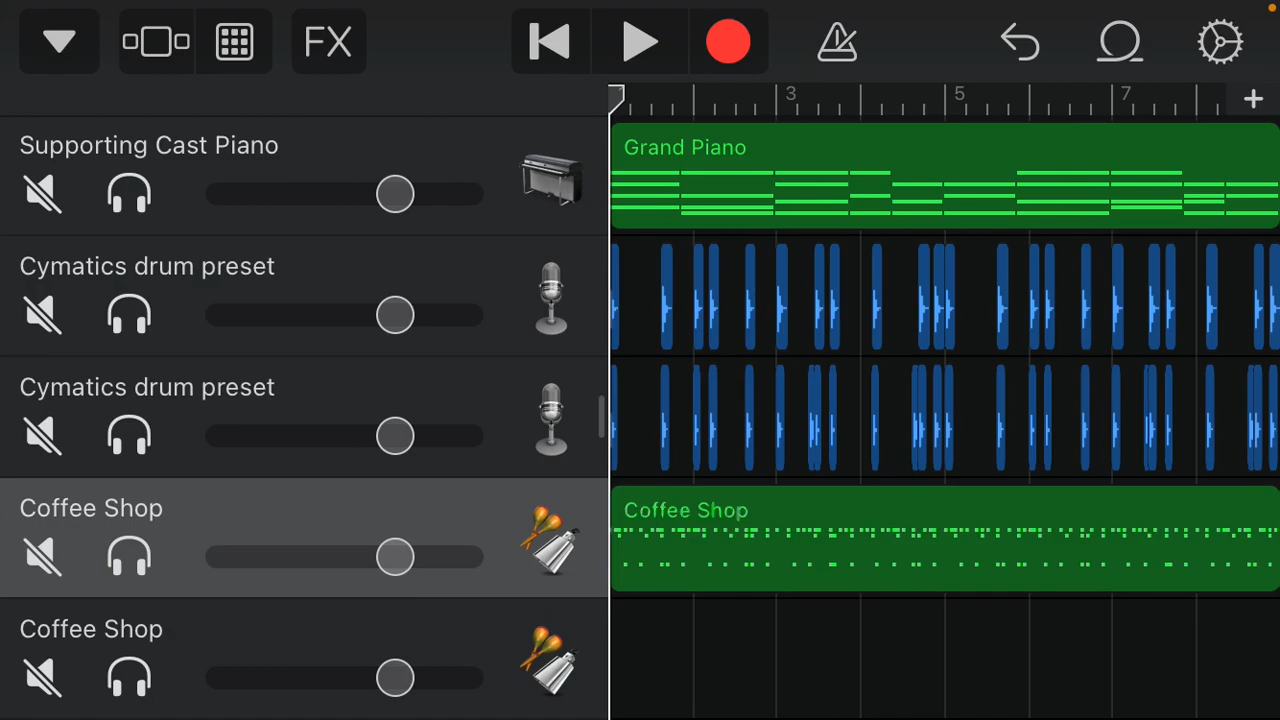 FX
3
5
7
Supporting Cast Piano
Grand Piano
Cymatics drum preset
Cymatics drum preset
Coffee Shop
Coffee Shop
Coffee Shop